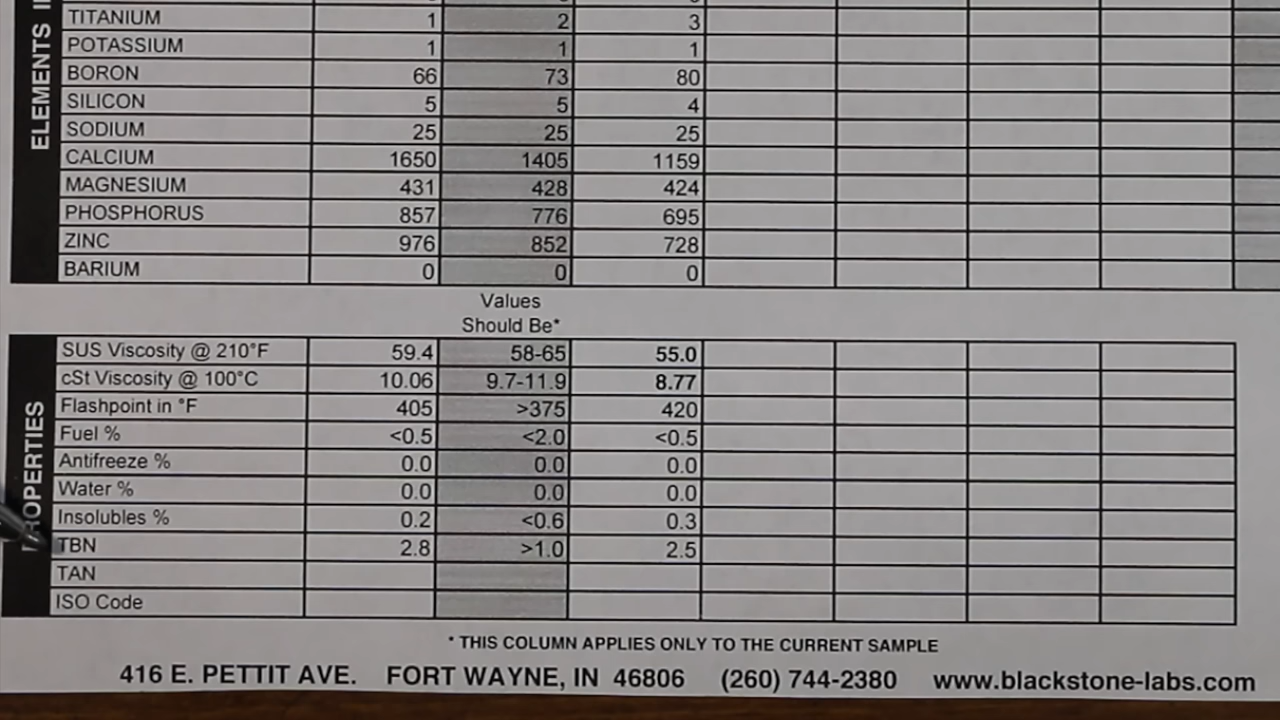 ELEMENTS
TITANIUM 1 2 3
POTASSIUM 1 1 1
BORON 66 73 80
SILICON 5 5 4
SODIUM 25 25 25
CALCIUM 1650 1405 1159
MAGNESIUM 431 428 424
PHOSPHORUS 857 776 695
ZINC 976 852 728
BARIUM 0 0 0
Values
Should Be*
PROPERTIES
SUS Viscosity @ 210°F 59.4 58-65 55.0
cSt Viscosity @ 100°C 10.06 9.7-11.9 8.77
Flashpoint in °F 405 >375 420
Fuel % <0.5 <2.0 <0.5
Antifreeze % 0.0 0.0 0.0
Water % 0.0 0.0 0.0
Insolubles % 0.2 <0.6 0.3
TBN 2.8 >1.0 2.5
TAN
ISO Code
* THIS COLUMN APPLIES ONLY TO THE CURRENT SAMPLE
416 E. PETTIT AVE. FORT WAYNE, IN 46806 (260) 744-2380 www.blackstone-labs.com